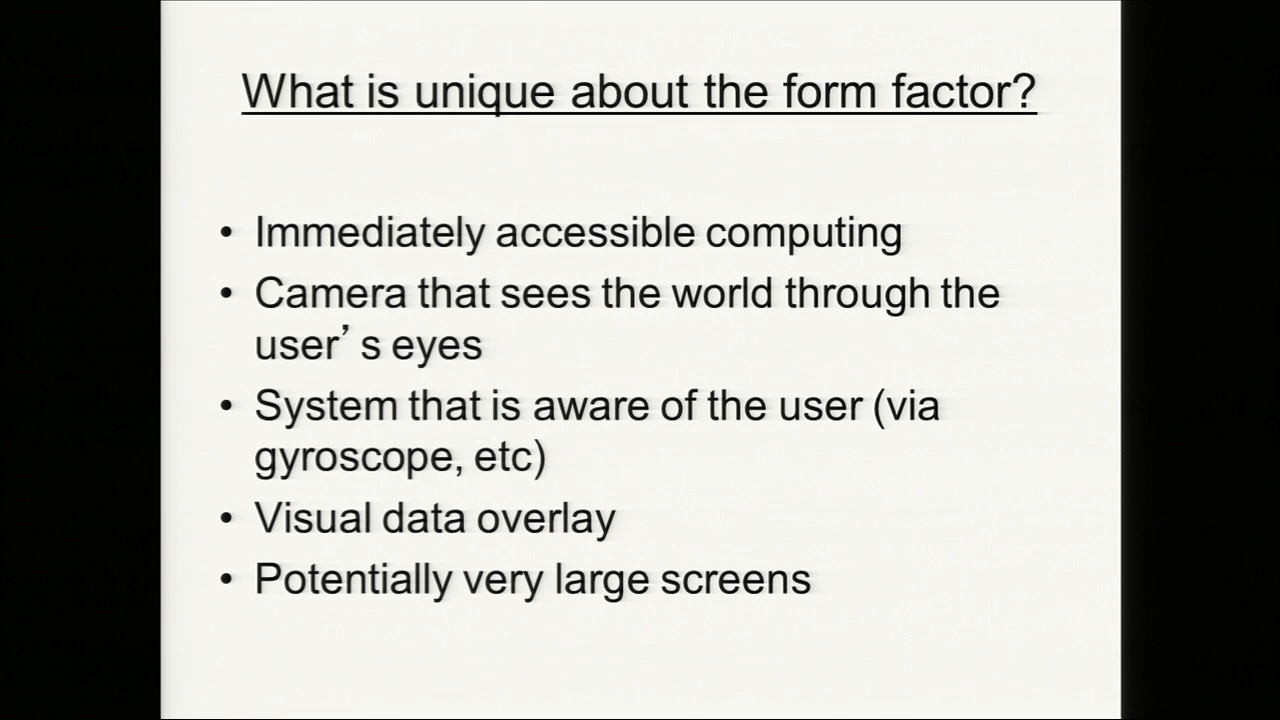 What is unique about the form factor?
• Immediately accessible computing
• Camera that sees the world through the
user’ s eyes
• System that is aware of the user (via
gyroscope, etc)
• Visual data overlay
• Potentially very large screens